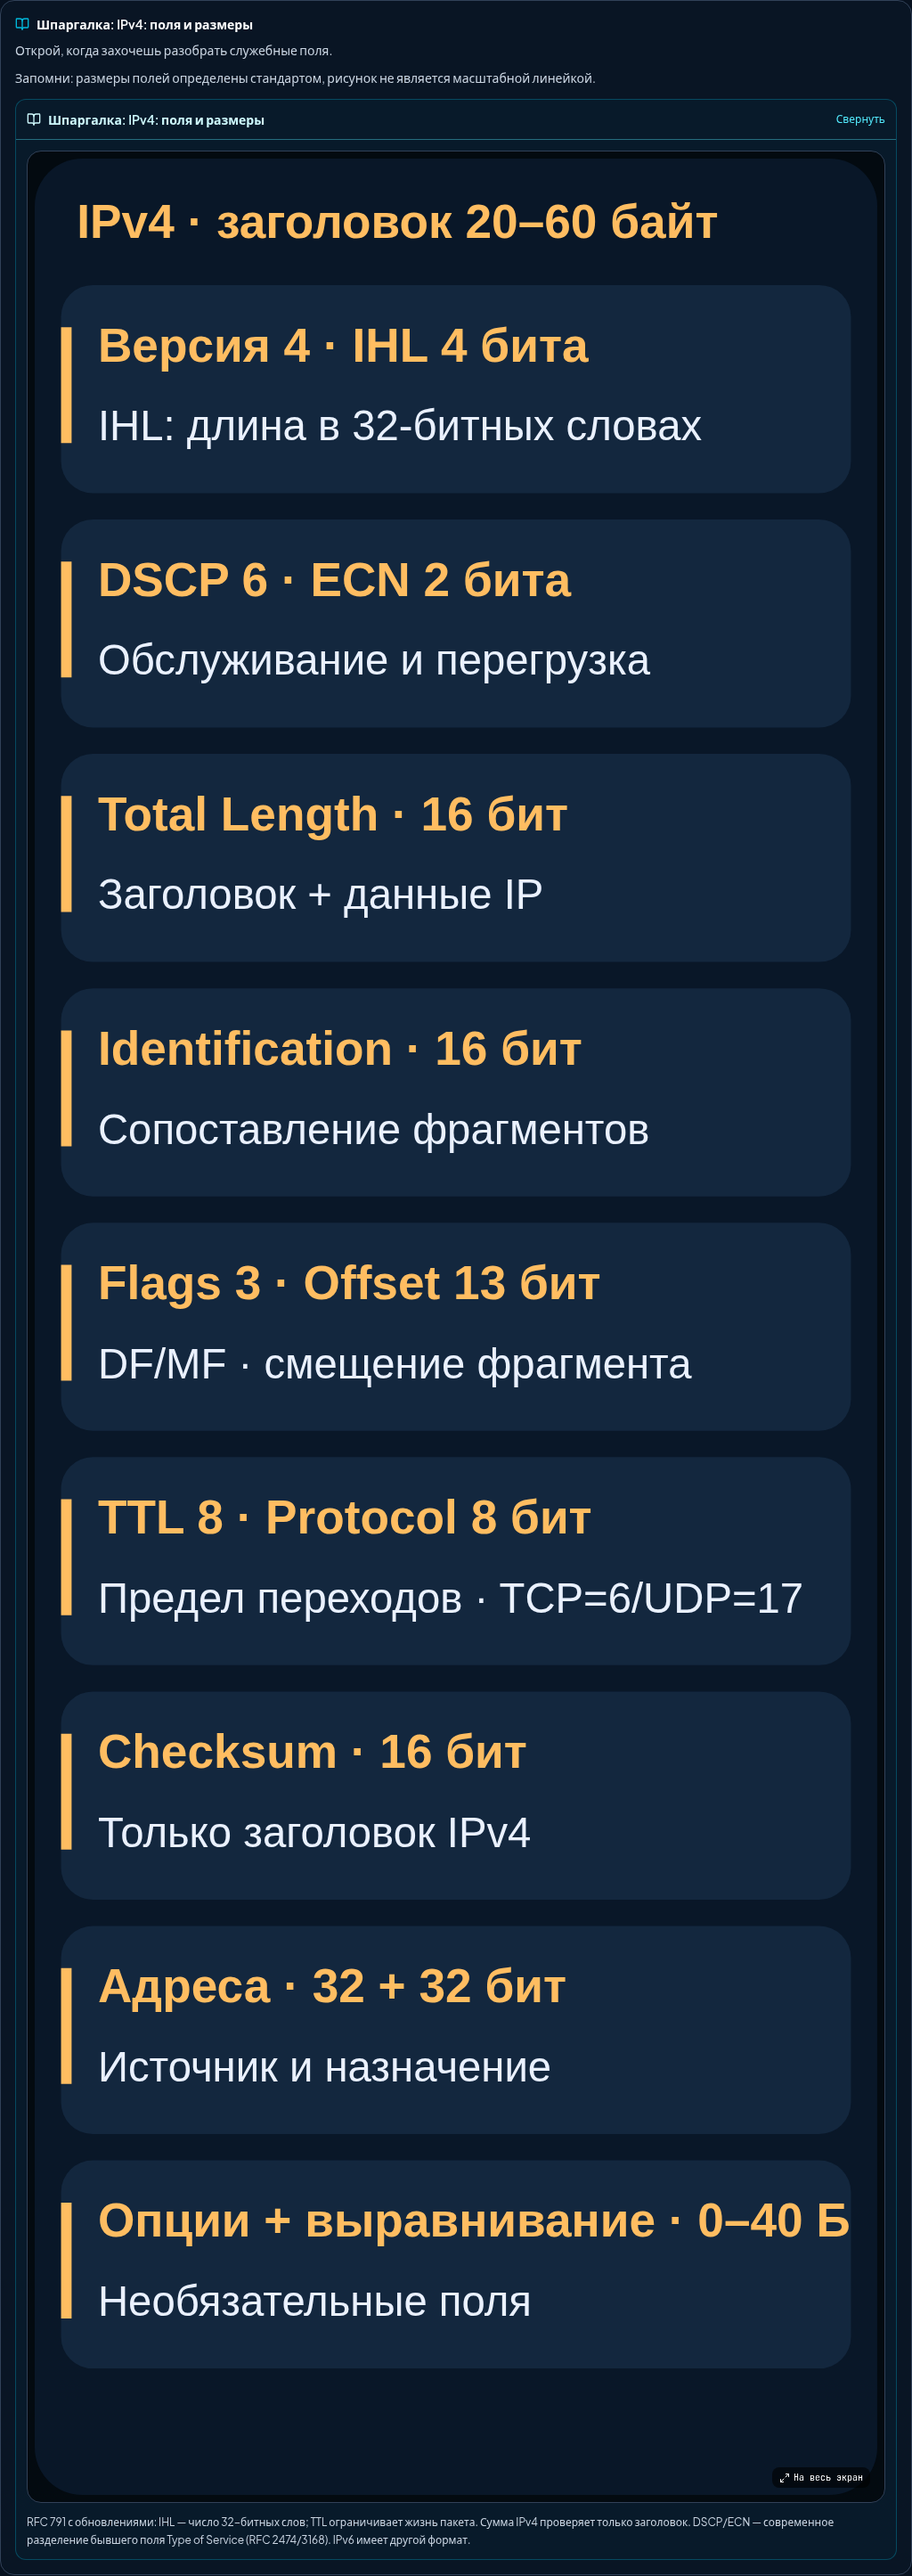 Шпаргалка: IPv4: поля и размеры
Открой, когда захочешь разобрать служебные поля.
Запомни: размеры полей определены стандартом, рисунок не является масштабной линейкой.
Шпаргалка: IPv4: поля и размеры
Свернуть
IPv4 · заголовок 20–60 байт
Версия 4 · IHL 4 бита
IHL: длина в 32-битных словах
DSCP 6 · ECN 2 бита
Обслуживание и перегрузка
Total Length · 16 бит
Заголовок + данные IP
Identification · 16 бит
Сопоставление фрагментов
Flags 3 · Offset 13 бит
DF/MF · смещение фрагмента
TTL 8 · Protocol 8 бит
Предел переходов · TCP=6/UDP=17
Checksum · 16 бит
Только заголовок IPv4
Адреса · 32 + 32 бит
Источник и назначение
Опции + выравнивание · 0–40 Б
Необязательные поля
На весь экран
RFC 791 с обновлениями: IHL — число 32-битных слов; TTL ограничивает жизнь пакета. Сумма IPv4 проверяет только заголовок. DSCP/ECN — современное
разделение бывшего поля Type of Service (RFC 2474/3168). IPv6 имеет другой формат.